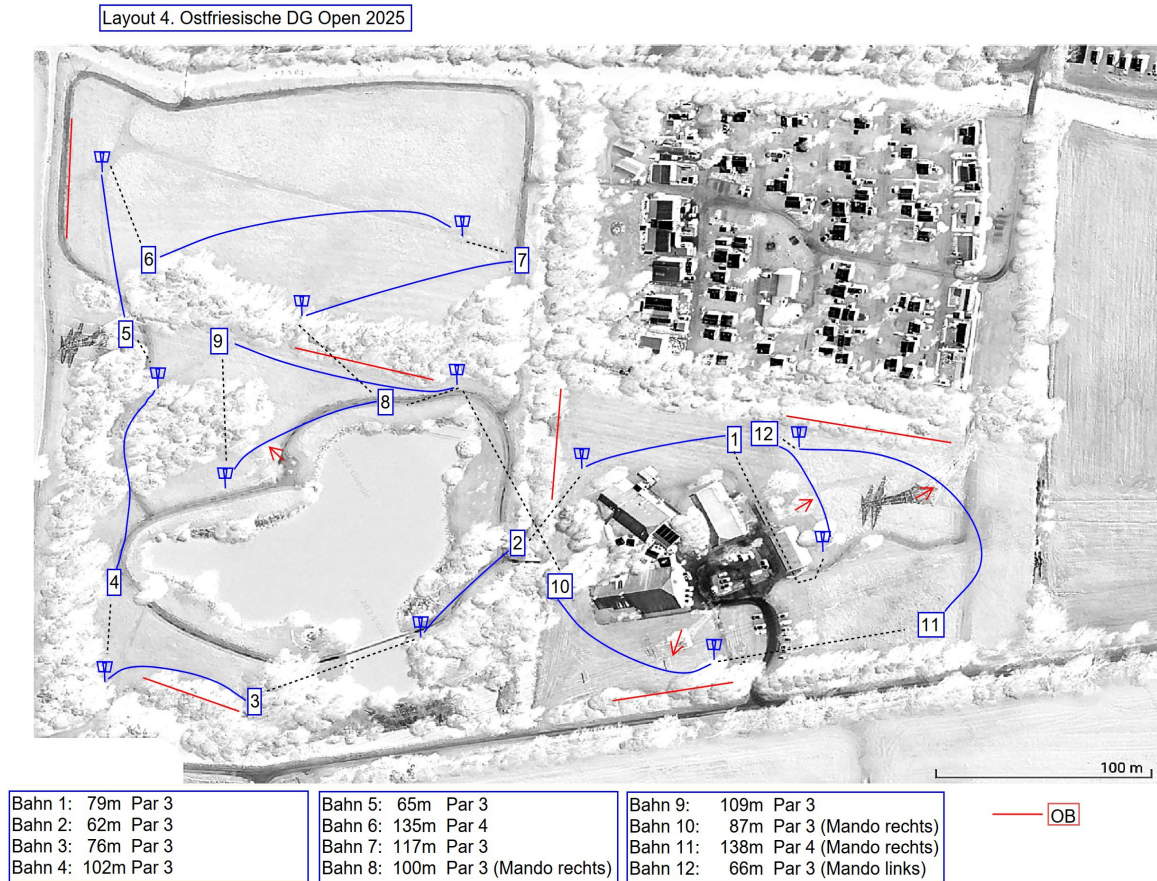 Layout 4. Ostfriesische DG Open 2025
6
7
5
9
8
1
12
2
4
10
11
3
100 m
Bahn 1: 79m Par 3
Bahn 2: 62m Par 3
Bahn 3: 76m Par 3
Bahn 4: 102m Par 3
Bahn 5: 65m Par 3
Bahn 6: 135m Par 4
Bahn 7: 117m Par 3
Bahn 8: 100m Par 3 (Mando rechts)
Bahn 9: 109m Par 3
Bahn 10: 87m Par 3 (Mando rechts)
Bahn 11: 138m Par 4 (Mando rechts)
Bahn 12: 66m Par 3 (Mando links)
OB